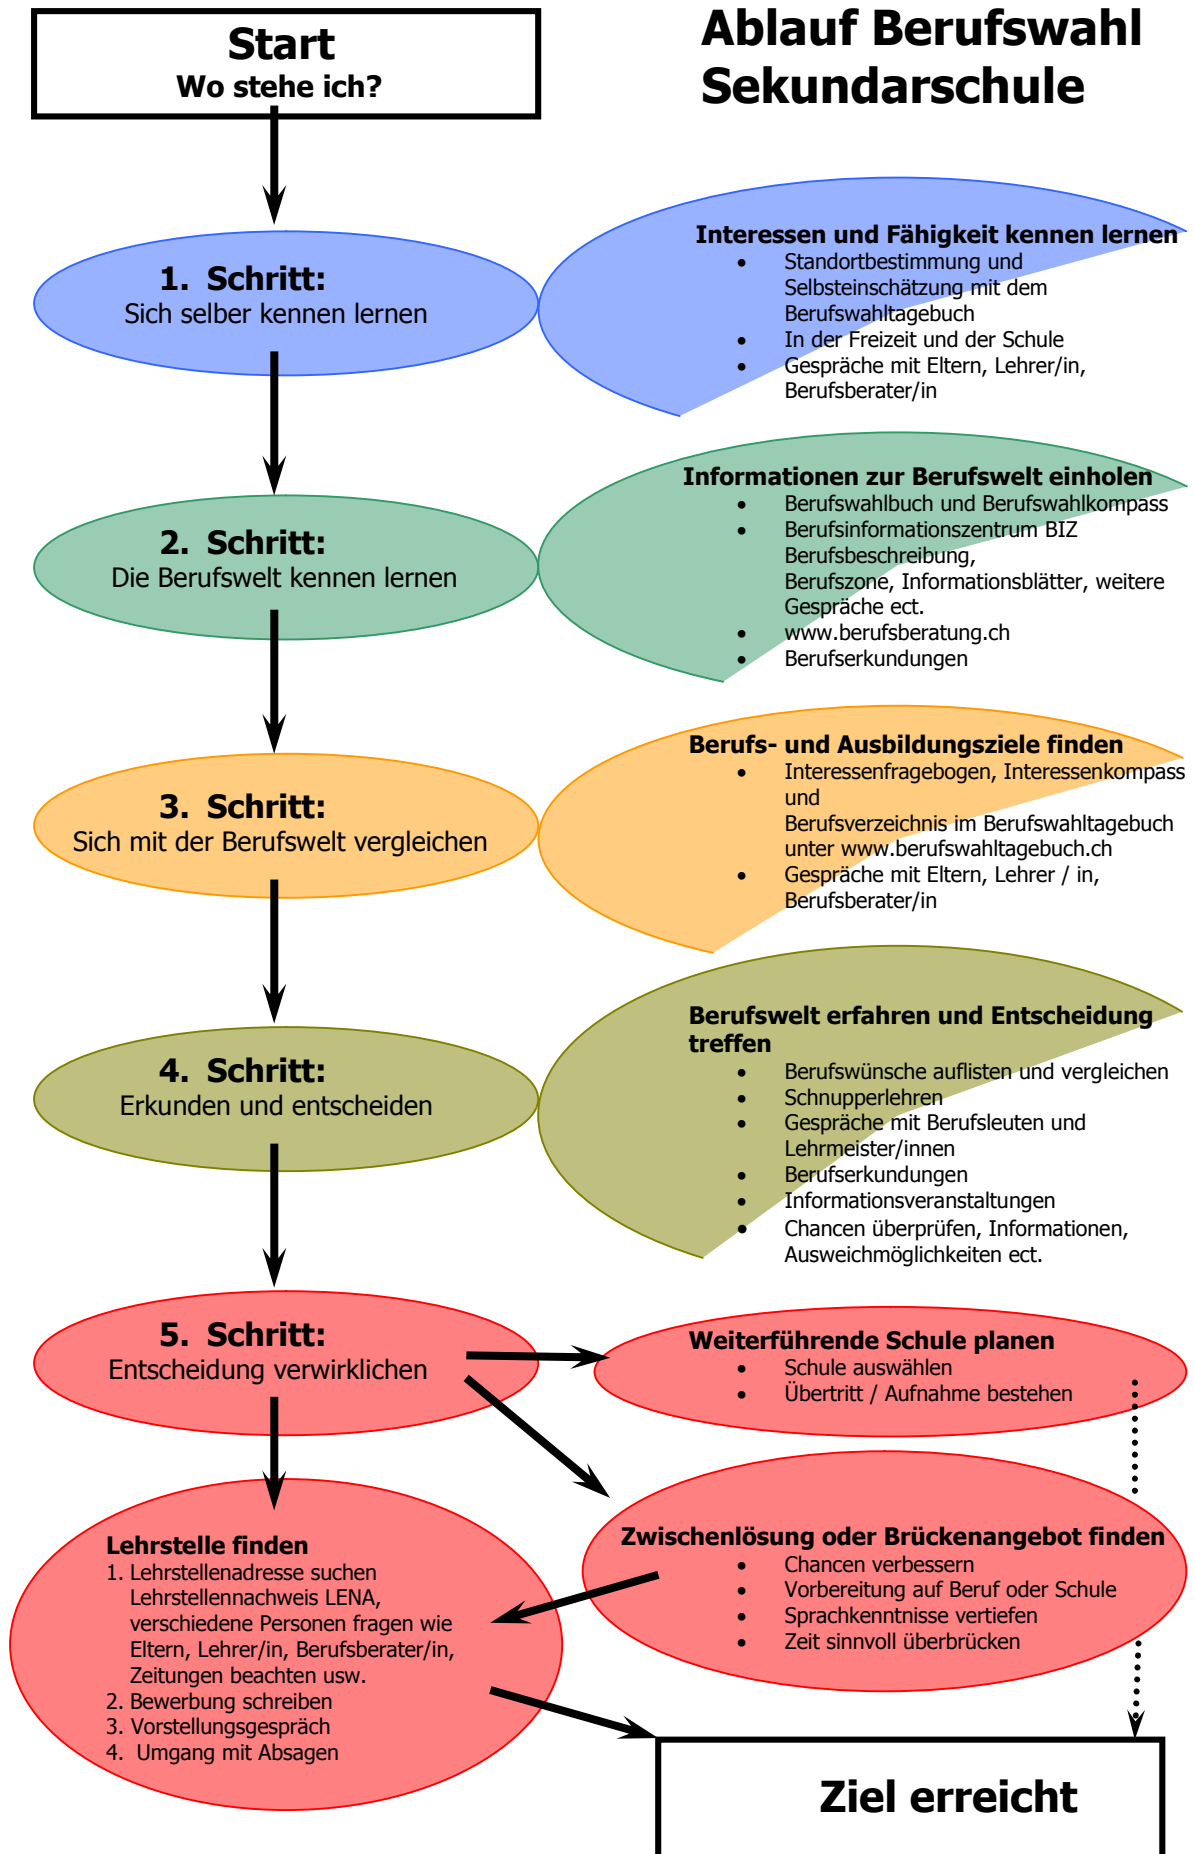 Start
Wo stehe ich?
Ablauf Berufswahl
Sekundarschule
1. Schritt:
Sich selber kennen lernen
Interessen und Fähigkeit kennen lernen
• Standortbestimmung und
Selbsteinschätzung mit dem
Berufswahltagebuch
• In der Freizeit und der Schule
• Gespräche mit Eltern, Lehrer/in,
Berufsberater/in
2. Schritt:
Die Berufswelt kennen lernen
Informationen zur Berufswelt einholen
• Berufswahlbuch und Berufswahlkompass
• Berufsinformationszentrum BIZ
Berufsbeschreibung,
Berufszone, Informationsblätter, weitere
Gespräche ect.
• www.berufsberatung.ch
• Berufserkundungen
3. Schritt:
Sich mit der Berufswelt vergleichen
Berufs- und Ausbildungsziele finden
• Interessenfragebogen, Interessenkompass
und
Berufsverzeichnis im Berufswahltagebuch
unter www.berufswahltagebuch.ch
• Gespräche mit Eltern, Lehrer / in,
Berufsberater/in
4. Schritt:
Erkunden und entscheiden
Berufswelt erfahren und Entscheidung
treffen
• Berufswünsche auflisten und vergleichen
• Schnupperlehren
• Gespräche mit Berufsleuten und
Lehrmeister/innen
• Berufserkundungen
• Informationsveranstaltungen
• Chancen überprüfen, Informationen,
Ausweichmöglichkeiten ect.
5. Schritt:
Entscheidung verwirklichen
Weiterführende Schule planen
• Schule auswählen
• Übertritt / Aufnahme bestehen
Lehrstelle finden
1. Lehrstellenadresse suchen
Lehrstellennachweis LENA,
verschiedene Personen fragen wie
Eltern, Lehrer/in, Berufsberater/in,
Zeitungen beachten usw.
2. Bewerbung schreiben
3. Vorstellungsgespräch
4. Umgang mit Absagen
Zwischenlösung oder Brückenangebot finden
• Chancen verbessern
• Vorbereitung auf Beruf oder Schule
• Sprachkenntnisse vertiefen
• Zeit sinnvoll überbrücken
Ziel erreicht